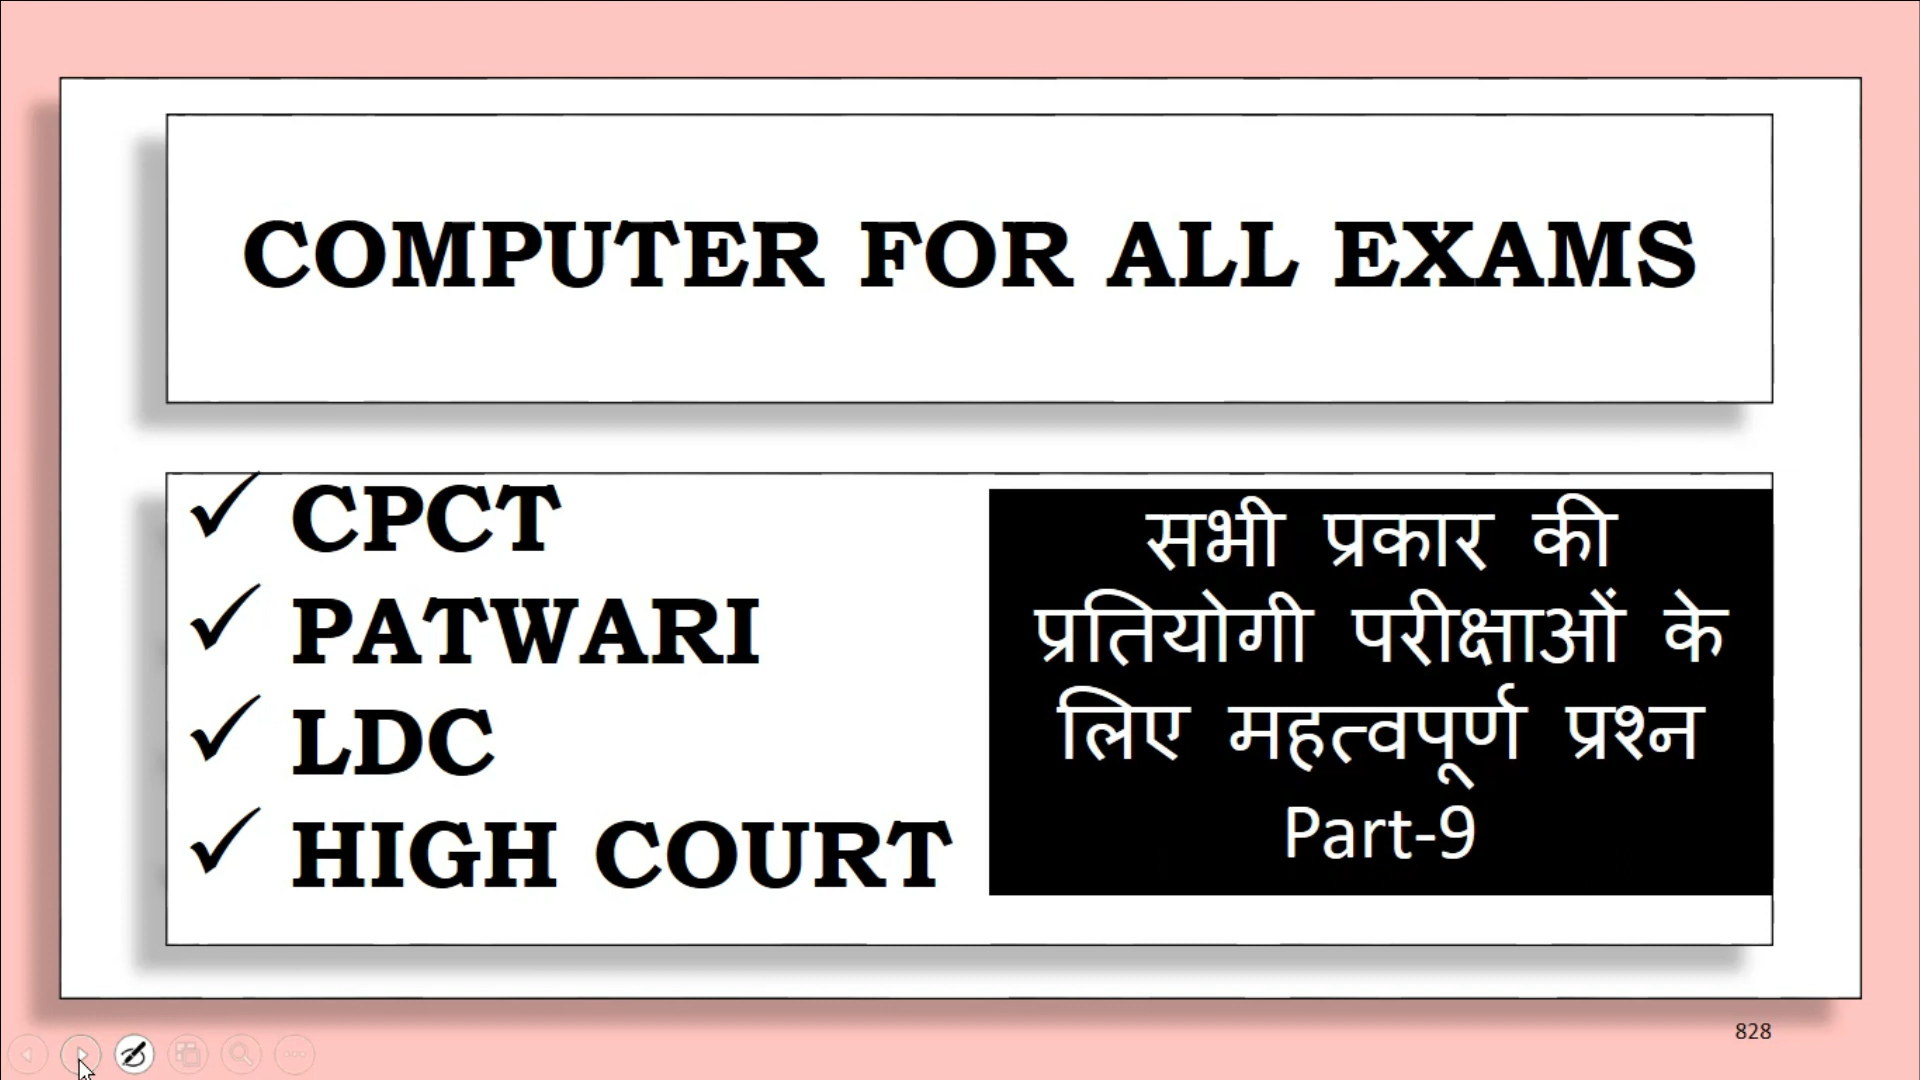 COMPUTER FOR ALL EXAMS
✓ CPCT
✓ PATWARI
✓ LDC
✓ HIGH COURT
सभी प्रकार की
प्रतियोगी परीक्षाओं के
लिए महत्वपूर्ण प्रश्न
Part-9
828